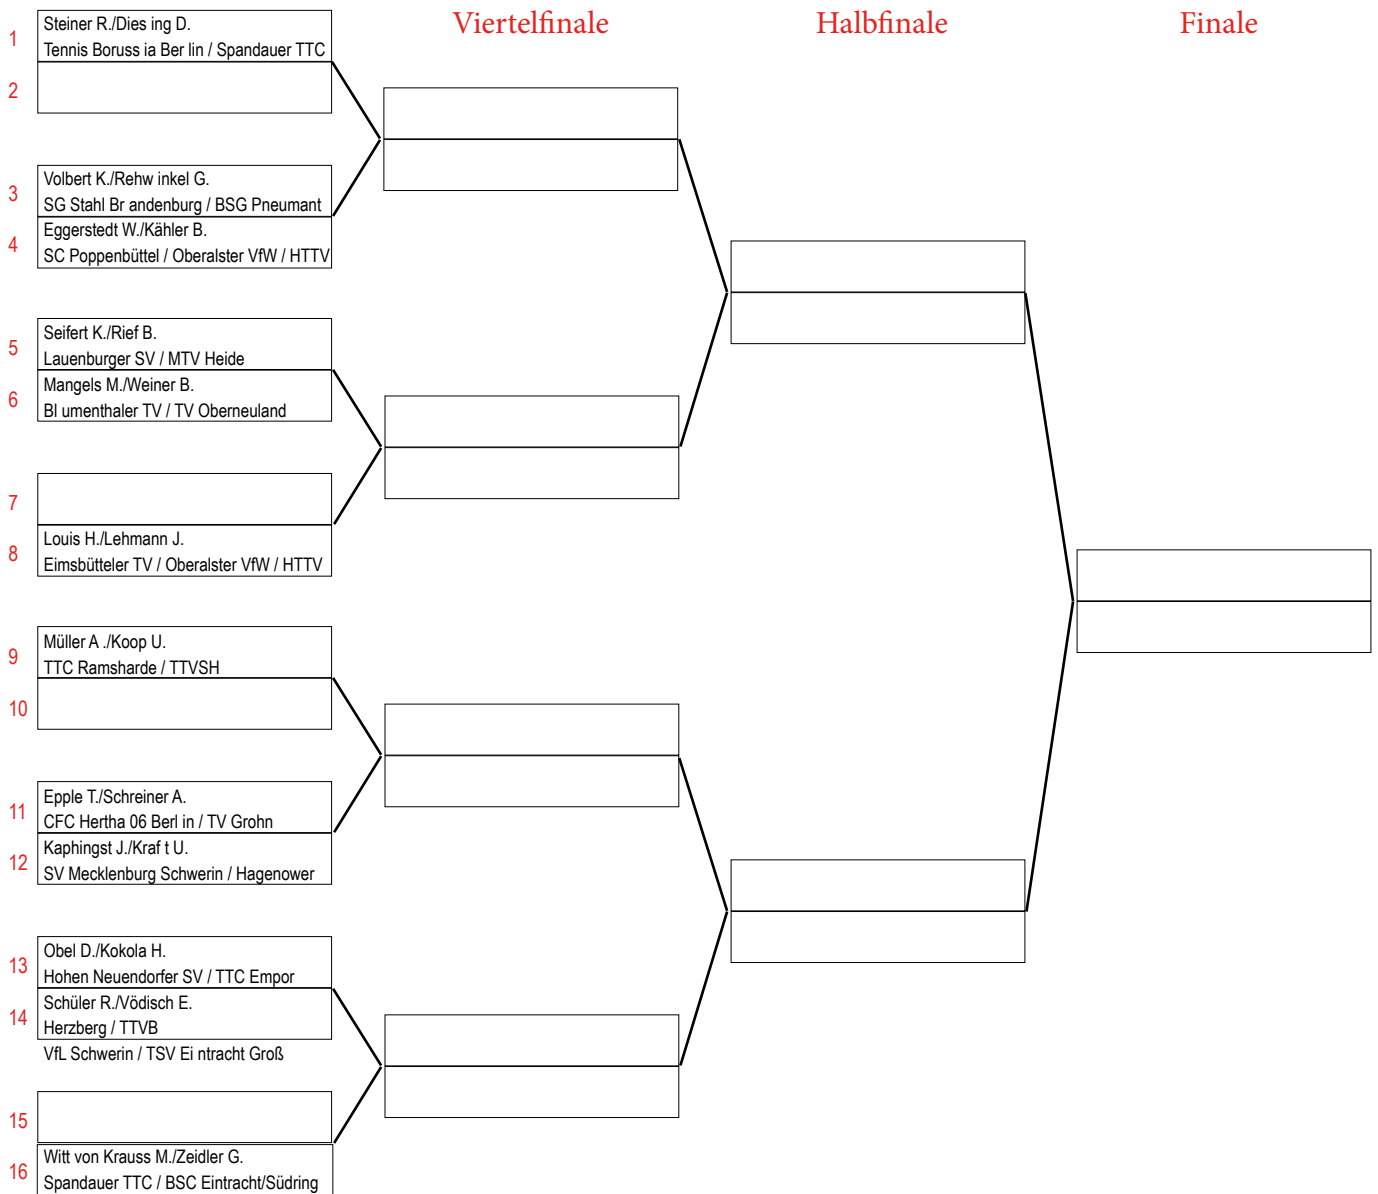 Viertelfinale
Halbfinale
Finale
1
Steiner R./Dies ing D.
Tennis Boruss ia Ber lin / Spandauer TTC
2
3
Volbert K./Rehw inkel G.
SG Stahl Br andenburg / BSG Pneumant
4
Eggerstedt W./Kähler B.
SC Poppenbüttel / Oberalster VfW / HTTV
5
Seifert K./Rief B.
Lauenburger SV / MTV Heide
6
Mangels M./Weiner B.
Bl umenthaler TV / TV Oberneuland
7
8
Louis H./Lehmann J.
Eimsbütteler TV / Oberalster VfW / HTTV
9
Müller A ./Koop U.
TTC Ramsharde / TTVSH
10
11
Epple T./Schreiner A.
CFC Hertha 06 Berl in / TV Grohn
12
Kaphingst J./Kraf t U.
SV Mecklenburg Schwerin / Hagenower
13
Obel D./Kokola H.
Hohen Neuendorfer SV / TTC Empor
14
Schüler R./Vödisch E.
Herzberg / TTVB
VfL Schwerin / TSV Ei ntracht Groß
15
16
Witt von Krauss M./Zeidler G.
Spandauer TTC / BSC Eintracht/Südring